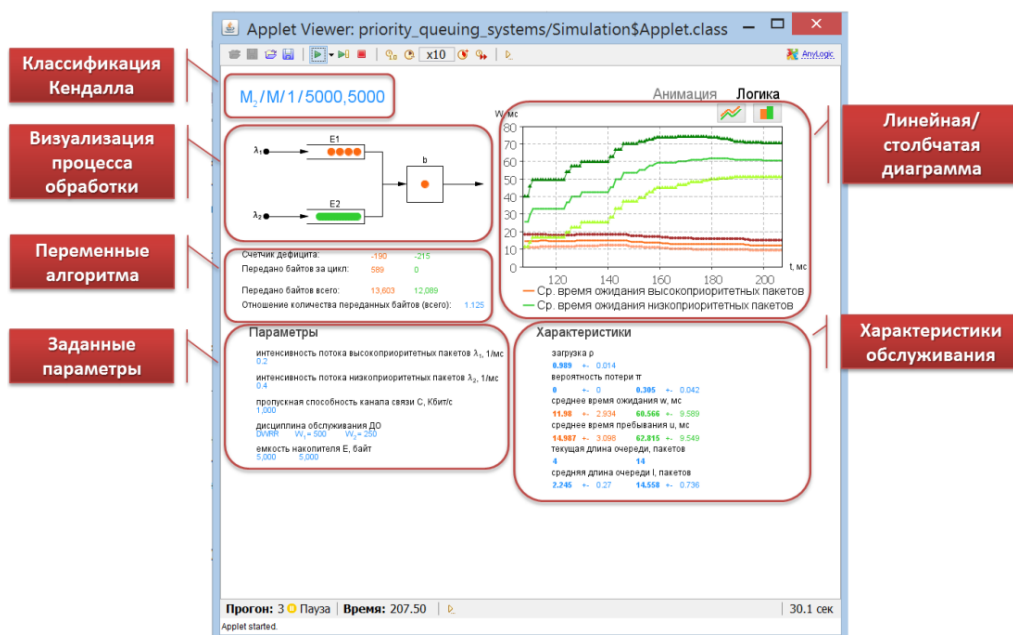 Applet Viewer: priority_queuing_systems/Simulation$Applet.class
x10
AnyLogic
Классификация
Кендалла
Визуализация
процесса
обработки
Переменные
алгоритма
Заданные
параметры
Линейная/
столбчатая
диаграмма
Характеристики
обслуживания
M2/M/1/5000,5000
Анимация Логика
λ1
E1
b
λ2
E2
W, мс
80
70
60
50
40
30
20
10
0
120 140 160 180 200
t, мс
Ср. время ожидания высокоприоритетных пакетов
Ср. время ожидания низкоприоритетных пакетов
Счетчик дефицита: -190 -215
Передано байтов за цикл: 589 0
Передано байтов всего: 13,603 12,089
Отношение количества переданных байтов (всего): 1.125
Параметры
интенсивность потока высокоприоритетных пакетов λ1, 1/мс
0.2
интенсивность потока низкоприоритетных пакетов λ2, 1/мс
0.4
пропускная способность канала связи C, Кбит/с
1,000
дисциплина обслуживания ДО
DWRR W1= 500 W2= 250
емкость накопителя E, байт
5,000 5,000
Характеристики
загрузка ρ
0.989 +- 0.014
вероятность потери π
0 +- 0 0.305 +- 0.042
среднее время ожидания w, мс
11.98 +- 2.934 60.566 +- 9.589
среднее время пребывания u, мс
14.987 +- 3.098 62.815 +- 9.549
текущая длина очереди, пакетов
4 14
средняя длина очереди l, пакетов
2.245 +- 0.27 14.558 +- 0.736
Прогон: 3 Пауза Время: 207.50 30.1 сек
Applet started.